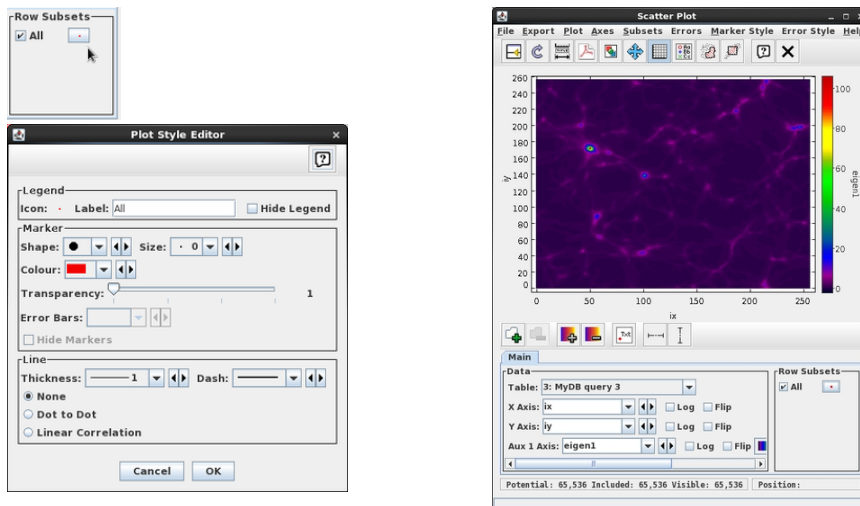 Row Subsets
All
Plot Style Editor
Legend
Icon: Label: All Hide Legend
Marker
Shape: Size: 0
Colour:
Transparency: 1
Error Bars:
Hide Markers
Line
Thickness: 1 Dash:
None
Dot to Dot
Linear Correlation
Cancel OK
Scatter Plot
File Export Plot Axes Subsets Errors Marker Style Error Style Help
260
240
220
200
180
160
140
120
100
80
60
40
20
0
iy
0 50 100 150 200 250
ix
100
80
60
40
20
0
eigen1
Txt
Main
Data
Table: 3: MyDB query 3
X Axis: ix Log Flip
Y Axis: iy Log Flip
Aux 1 Axis: eigen1 Log Flip
Row Subsets
All
Potential: 65,536 Included: 65,536 Visible: 65,536 Position: